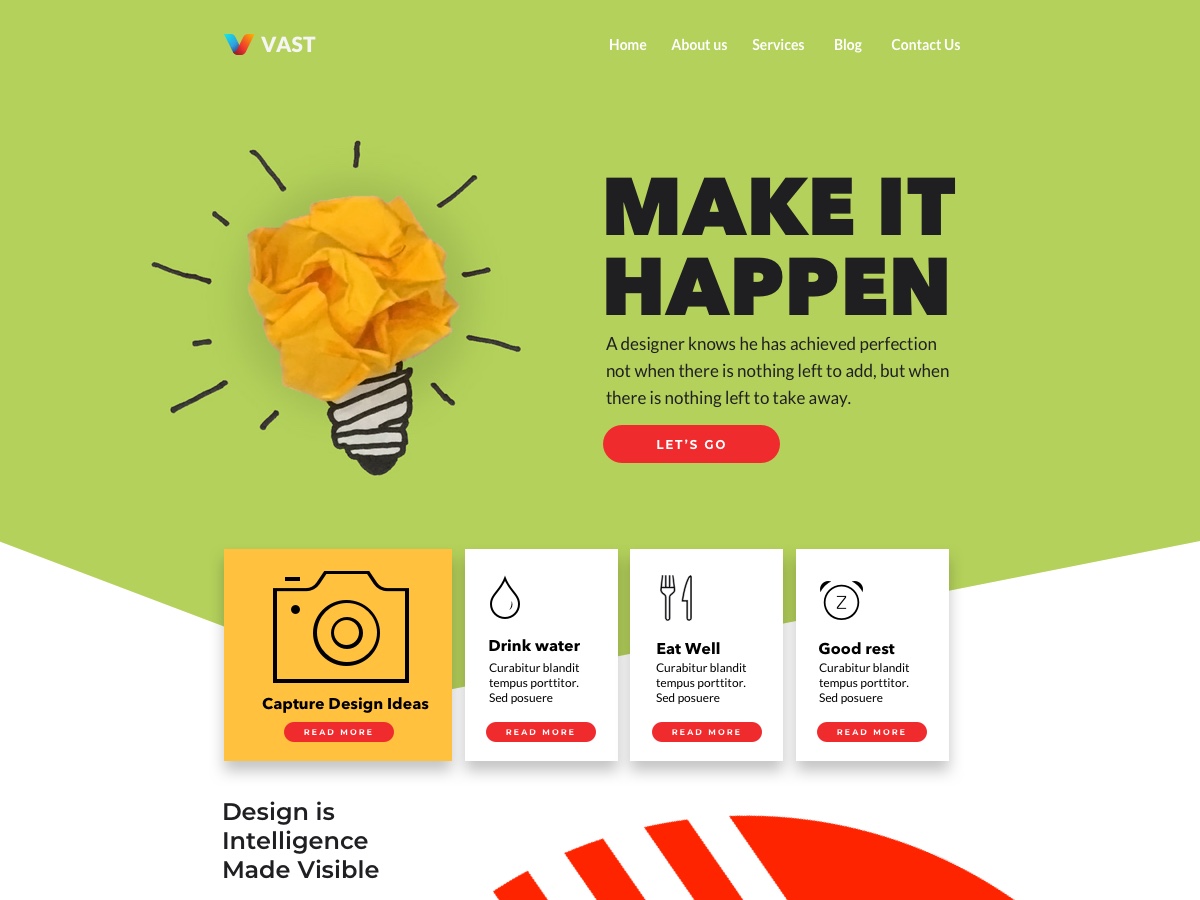 VAST
Home About us Services Blog Contact Us
MAKE IT
HAPPEN
A designer knows he has achieved perfection
not when there is nothing left to add, but when
there is nothing left to take away.
LET'S GO
Capture Design Ideas
READ MORE
Drink water
Curabitur blandit
tempus porttitor.
Sed posuere
READ MORE
Eat Well
Curabitur blandit
tempus porttitor.
Sed posuere
READ MORE
Z
Good rest
Curabitur blandit
tempus porttitor.
Sed posuere
READ MORE
Design is
Intelligence
Made Visible